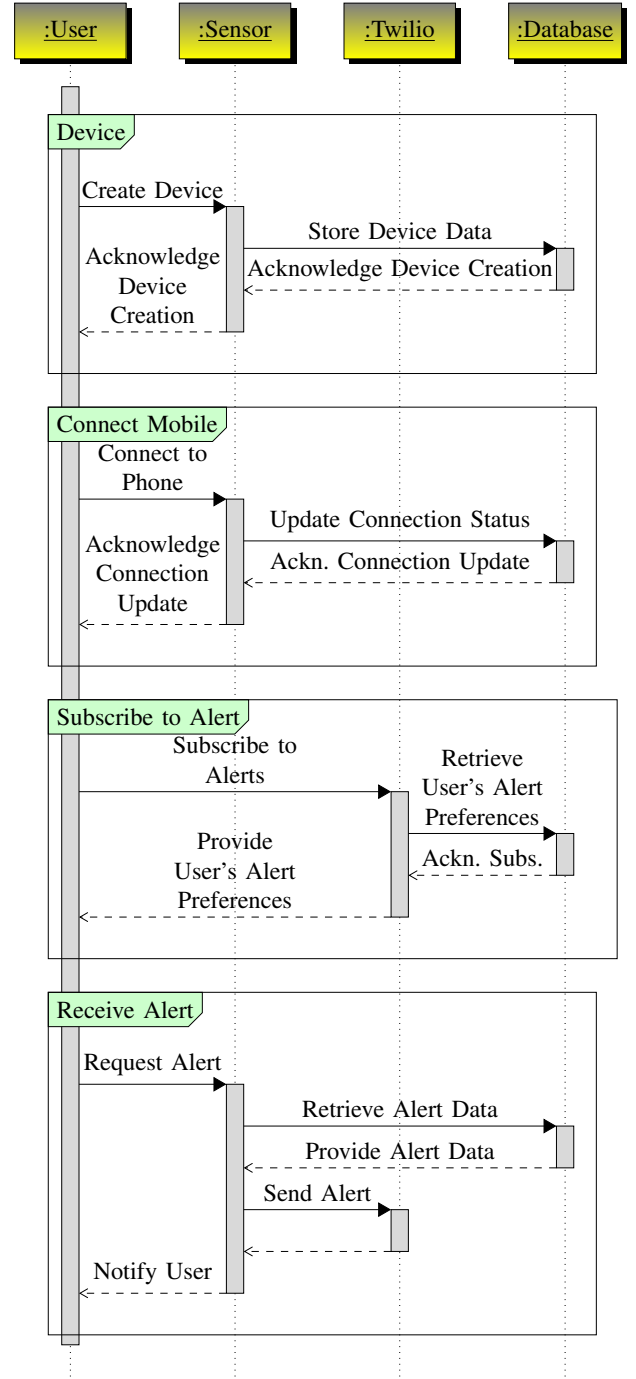 :User
:Sensor
:Twilio
:Database
Device
Create Device
Store Device Data
Acknowledge
Device
Creation
Acknowledge Device Creation
Connect Mobile
Connect to
Phone
Update Connection Status
Acknowledge
Connection
Update
Ackn. Connection Update
Subscribe to Alert
Subscribe to
Alerts
Retrieve
User's Alert
Preferences
Provide
User's Alert
Preferences
Ackn. Subs.
Receive Alert
Request Alert
Retrieve Alert Data
Provide Alert Data
Send Alert
Notify User